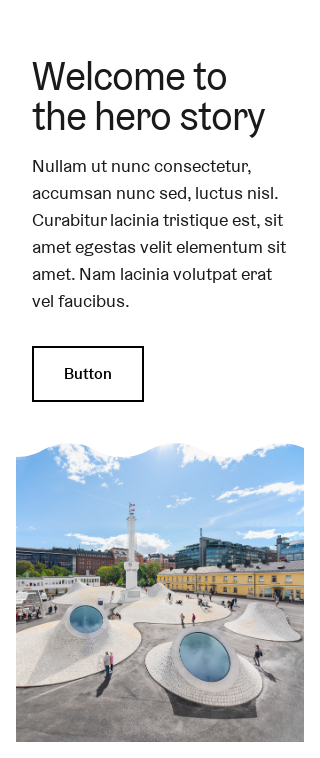 Welcome to
the hero story
Nullam ut nunc consectetur,
accumsan nunc sed, luctus nisl.
Curabitur lacinia tristique est, sit
amet egestas velit elementum sit
amet. Nam lacinia volutpat erat
vel faucibus.
Button